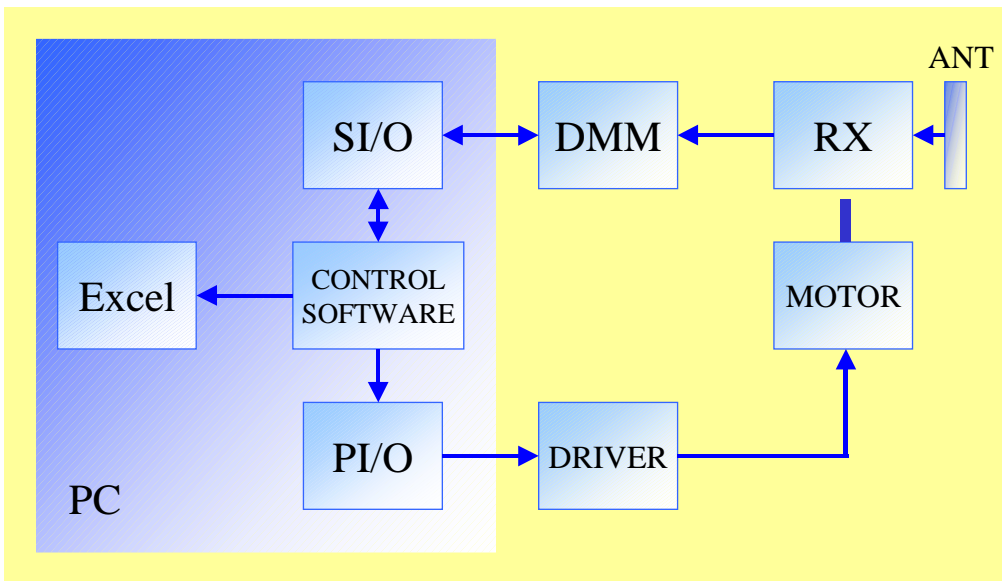 ANT
SI/O
DMM
RX
Excel
CONTROL
SOFTWARE
MOTOR
PI/O
DRIVER
PC